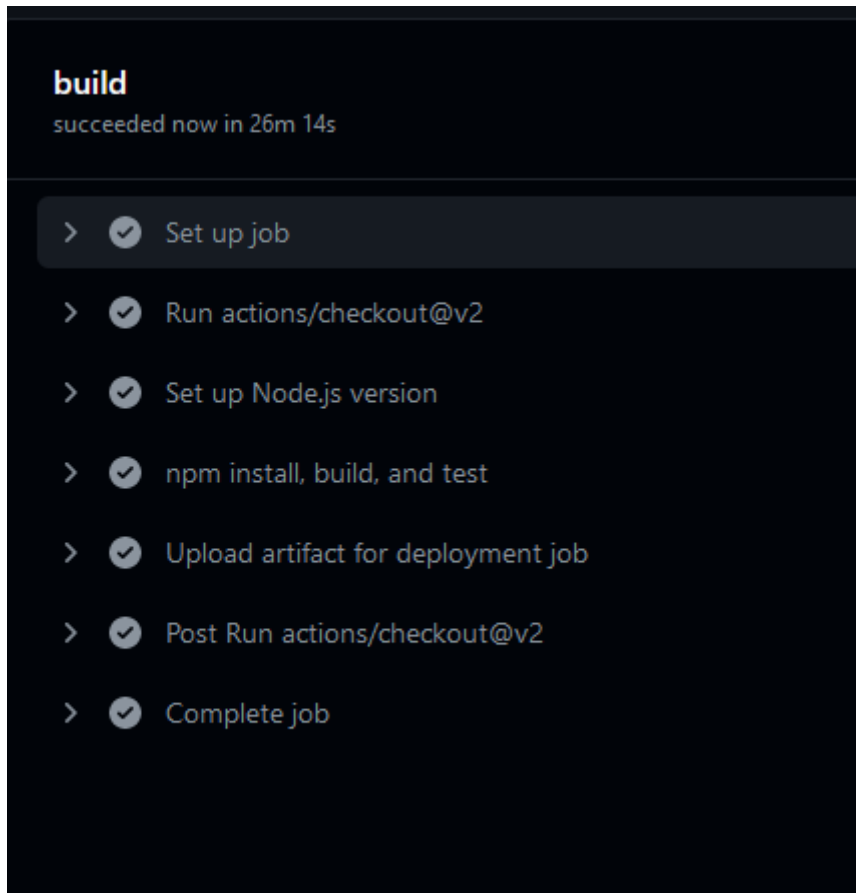 build
succeeded now in 26m 14s
Set up job
Run actions/checkout@v2
Set up Node.js version
npm install, build, and test
Upload artifact for deployment job
Post Run actions/checkout@v2
Complete job